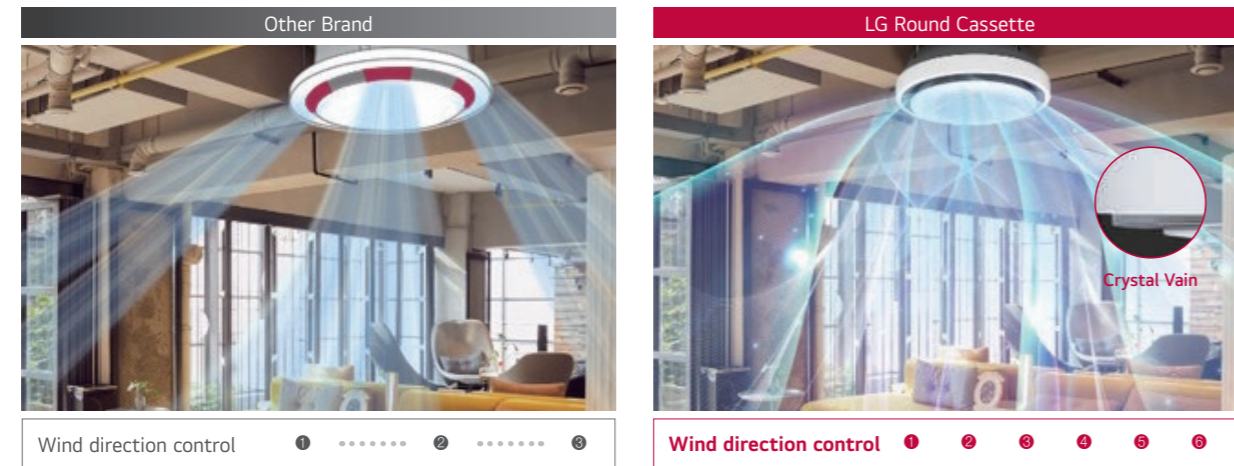 Other Brand
LG Round Cassette
Crystal Vain
Wind direction control ❶ ······· ❷ ······· ❸
Wind direction control ❶ ❷ ❸ ❹ ❺ ❻